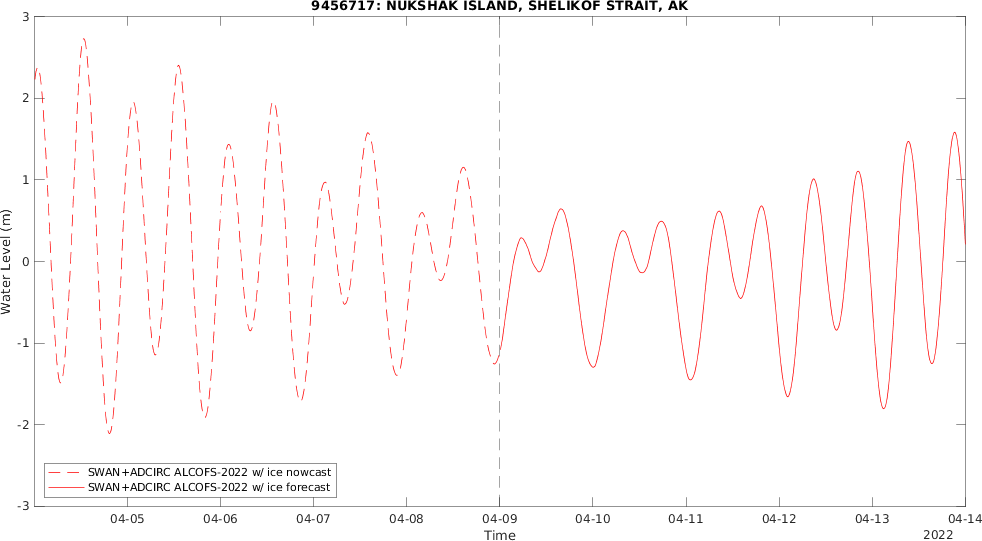 9456717: NUKSHAK ISLAND, SHELIKOF STRAIT, AK
3
2
1
0
-1
-2
-3
Water Level (m)
SWAN+ADCIRC ALCOFS-2022 w/ ice nowcast
SWAN+ADCIRC ALCOFS-2022 w/ ice forecast
04-05 04-06 04-07 04-08 04-09 04-10 04-11 04-12 04-13 04-14
Time
2022